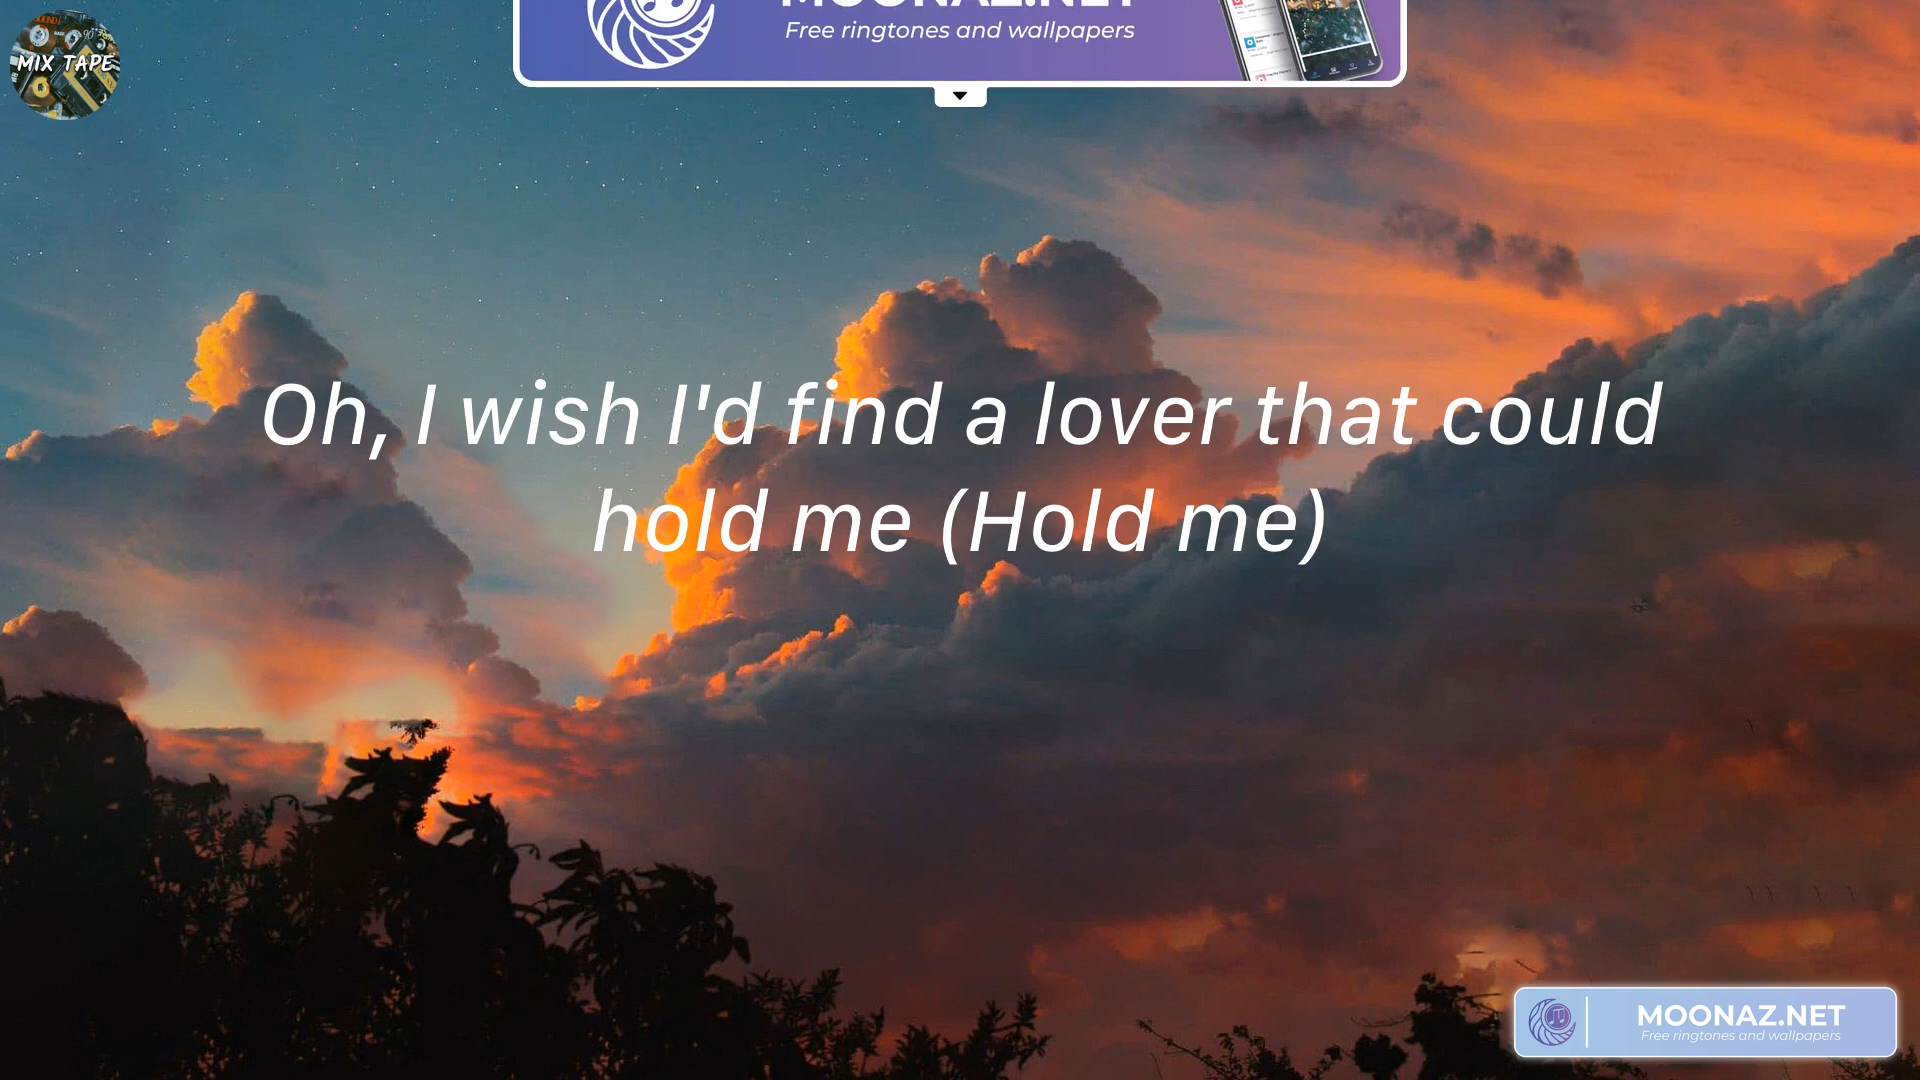 MIX TAPE
MOONAZ.NET
Free ringtones and wallpapers
Oh, I wish I'd find a lover that could
hold me (Hold me)
MOONAZ.NET
Free ringtones and wallpapers